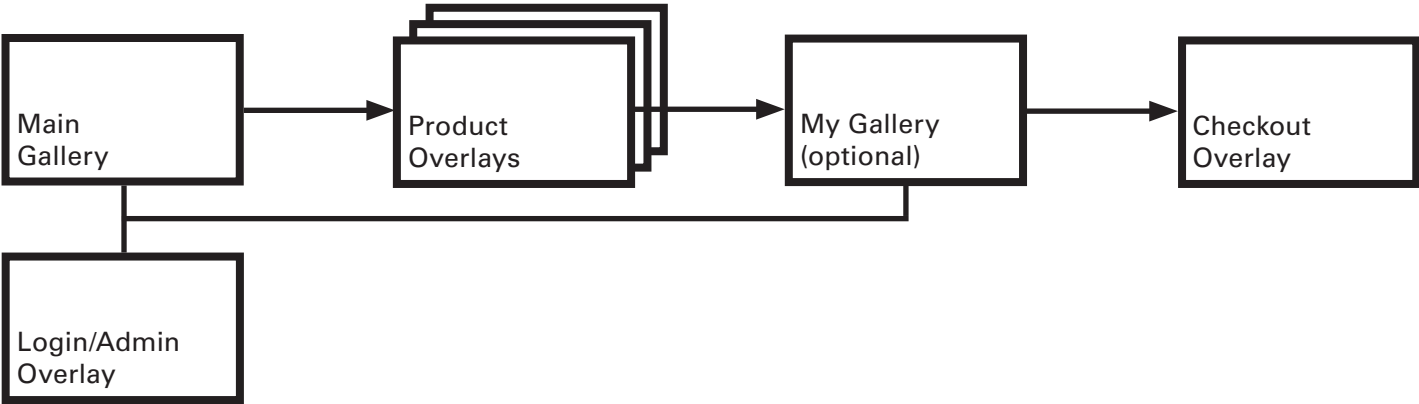 Main
Gallery
Product
Overlays
My Gallery
(optional)
Checkout
Overlay
Login/Admin
Overlay